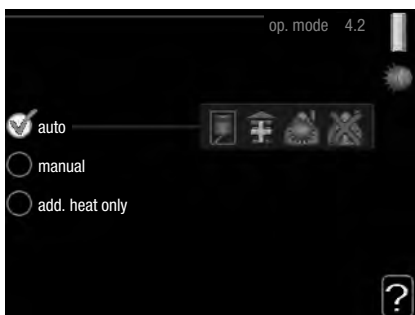 op. mode 4.2
auto
manual
add. heat only
?